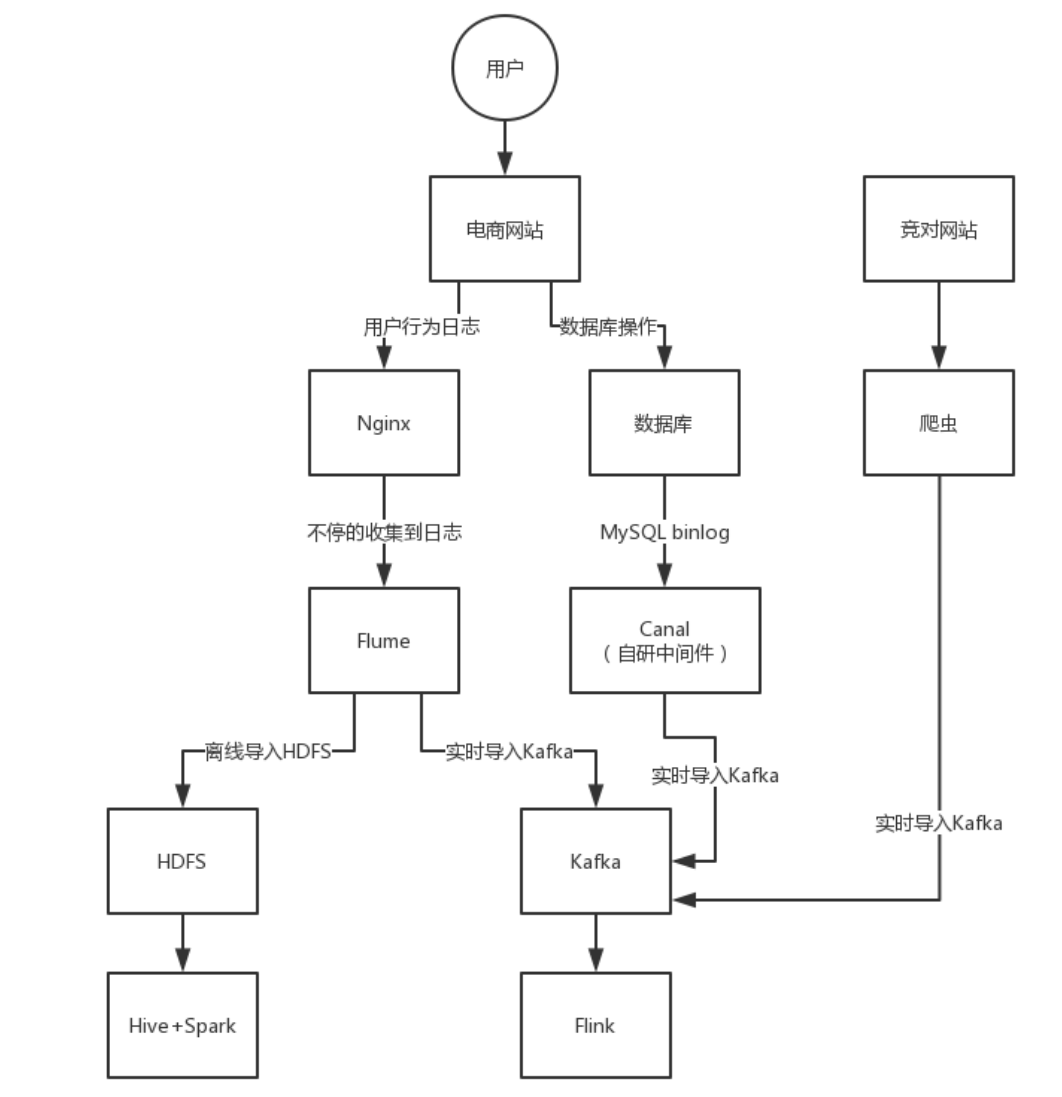 用户
电商网站
竞对网站
用户行为日志
数据库操作
Nginx
数据库
爬虫
不停的收集到日志
MySQL binlog
Flume
Canal
（自研中间件）
离线导入HDFS
实时导入Kafka
实时导入Kafka
实时导入Kafka
HDFS
Kafka
Hive+Spark
Flink